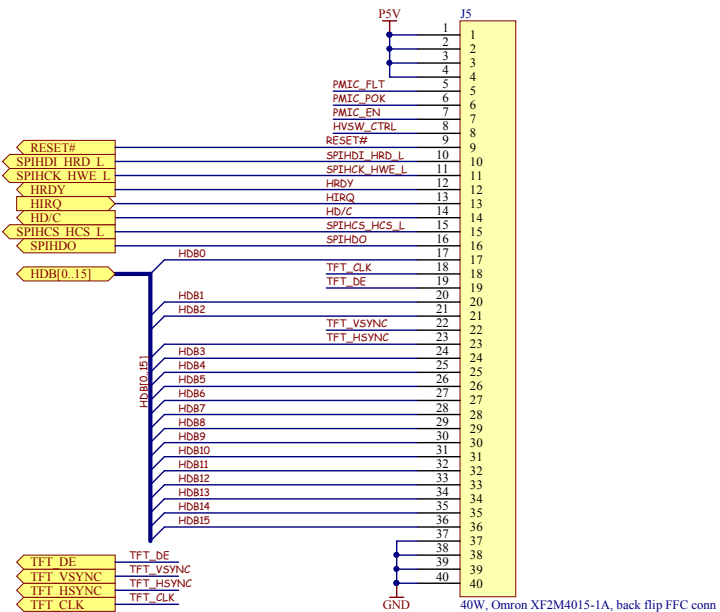 P5V
J5
1 1
2 2
3 3
4 4
PMIC_FLT 5 5
PMIC_POK 6 6
PMIC_EN 7 7
HVSW_CTRL 8 8
RESET# RESET# 9 9
SPIHDI_HRD_L SPIHDI_HRD_L 10 10
SPIHCK_HWE_L SPIHCK_HWE_L 11 11
HRDY HRDY 12 12
HIRQ HIRQ 13 13
HD/C HD/C 14 14
SPIHCS_HCS_L SPIHCS_HCS_L 15 15
SPIHDO SPIHDO 16 16
HDB0 17 17
HDB[0..15] TFT_CLK 18 18
TFT_DE 19 19
HDB1 20 20
HDB2 21 21
TFT_VSYNC 22 22
TFT_HSYNC 23 23
HDB3 24 24
HDB4 25 25
HDB5 26 26
HDB6 27 27
HDB7 28 28
HDB8 29 29
HDB9 30 30
HDB10 31 31
HDB11 32 32
HDB12 33 33
HDB13 34 34
HDB14 35 35
HDB15 36 36
37 37
38 38
39 39
40 40
HDB[0..15]
TFT_DE TFT_DE
TFT_VSYNC TFT_VSYNC
TFT_HSYNC TFT_HSYNC
TFT_CLK TFT_CLK
GND
40W, Omron XF2M4015-1A, back flip FFC conn